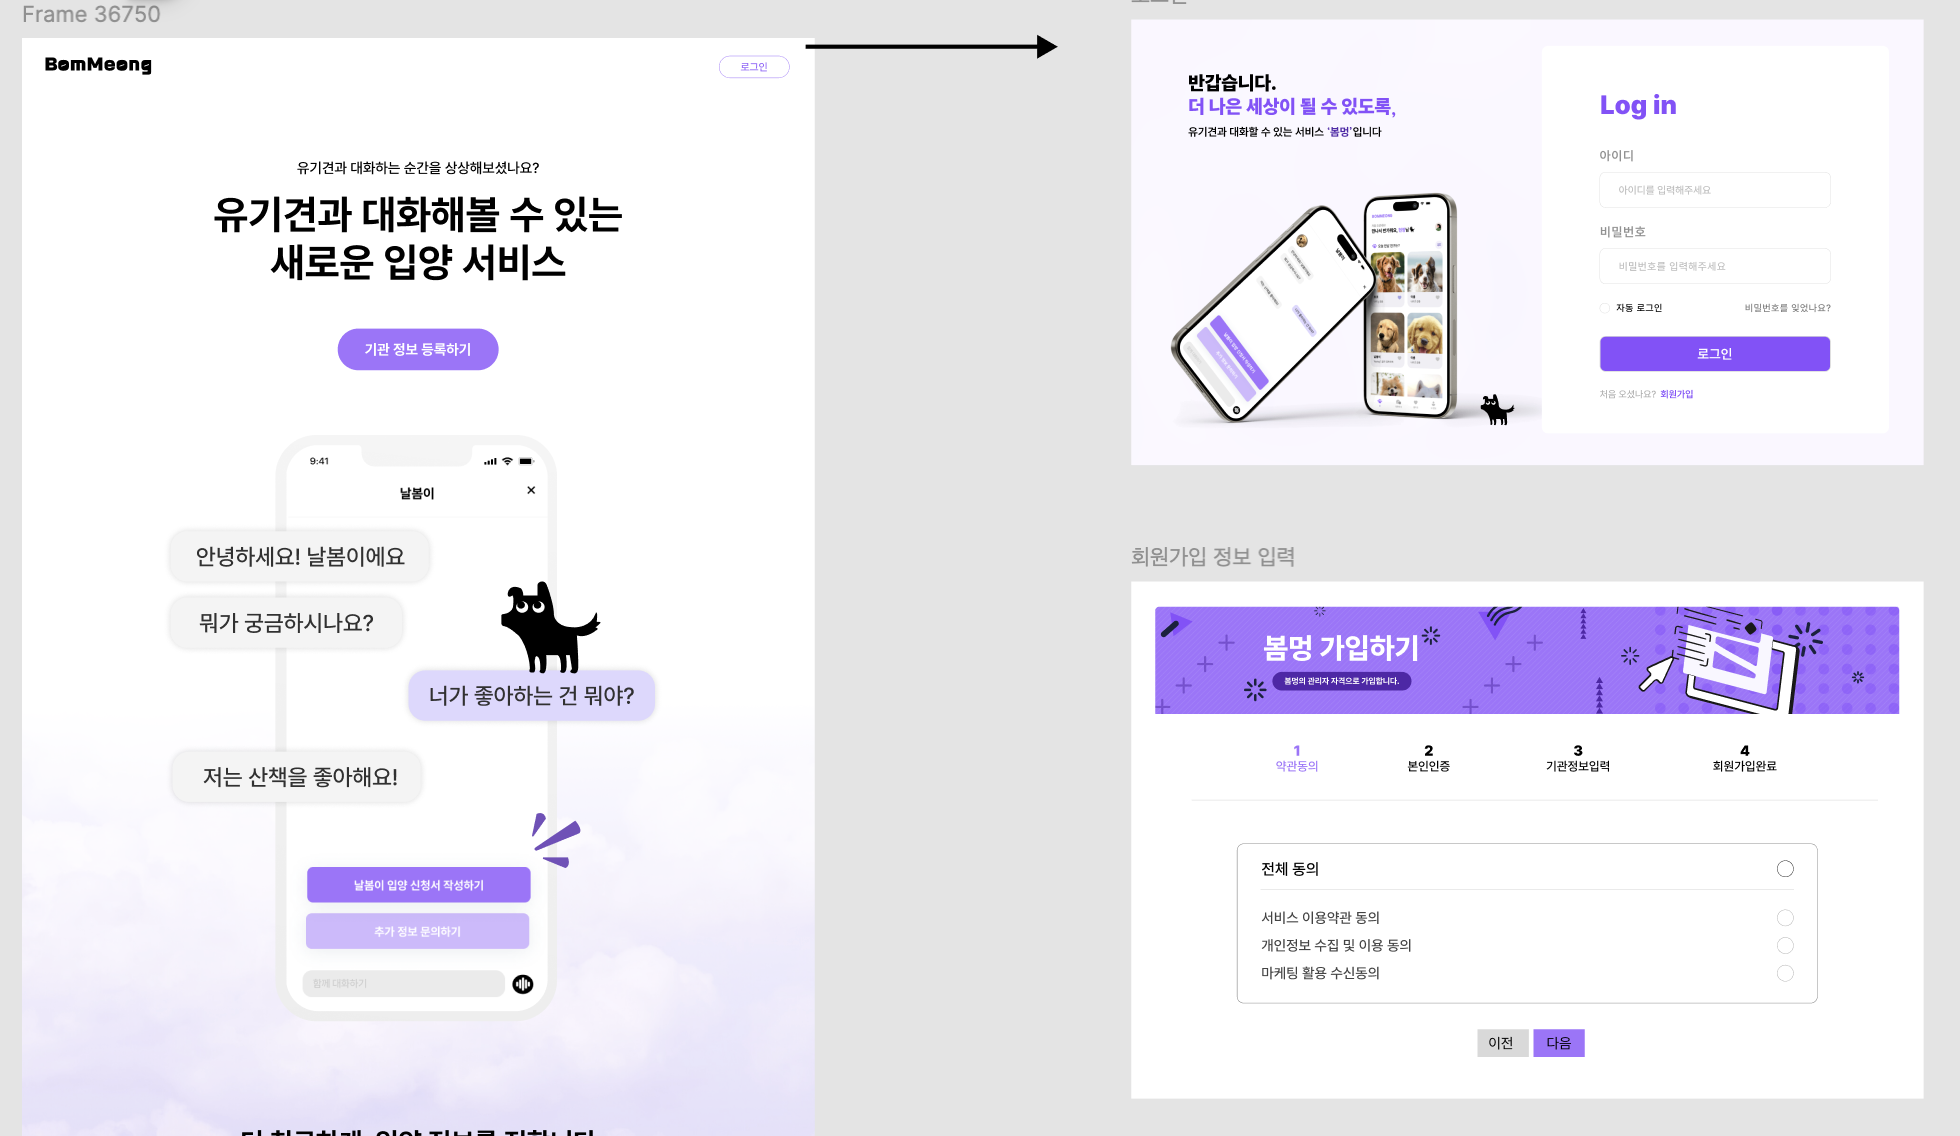 Frame 36750
BomMeong
로그인
유기견과 대화하는 순간을 상상해보셨나요?
유기견과 대화해볼 수 있는
새로운 입양 서비스
기관 정보 등록하기
9:41
날봄이
안녕하세요! 날봄이에요
뭐가 궁금하시나요?
너가 좋아하는 건 뭐야?
저는 산책을 좋아해요!
날봄이 입양 신청서 작성하기
추가 정보 문의하기
함께 대화하기
반갑습니다.
더 나은 세상이 될 수 있도록,
유기견과 대화할 수 있는 서비스 '봄멍'입니다
날봄이
Log in
아이디
아이디를 입력해주세요
비밀번호
비밀번호를 입력해주세요
자동 로그인
비밀번호를 잊었나요?
로그인
처음 오셨나요? 회원가입
회원가입 정보 입력
봄멍 가입하기
봄멍의 관리자 자격으로 가입합니다.
1
약관동의
2
본인인증
3
기관정보입력
4
회원가입완료
전체 동의
서비스 이용약관 동의
개인정보 수집 및 이용 동의
마케팅 활용 수신동의
이전
다음